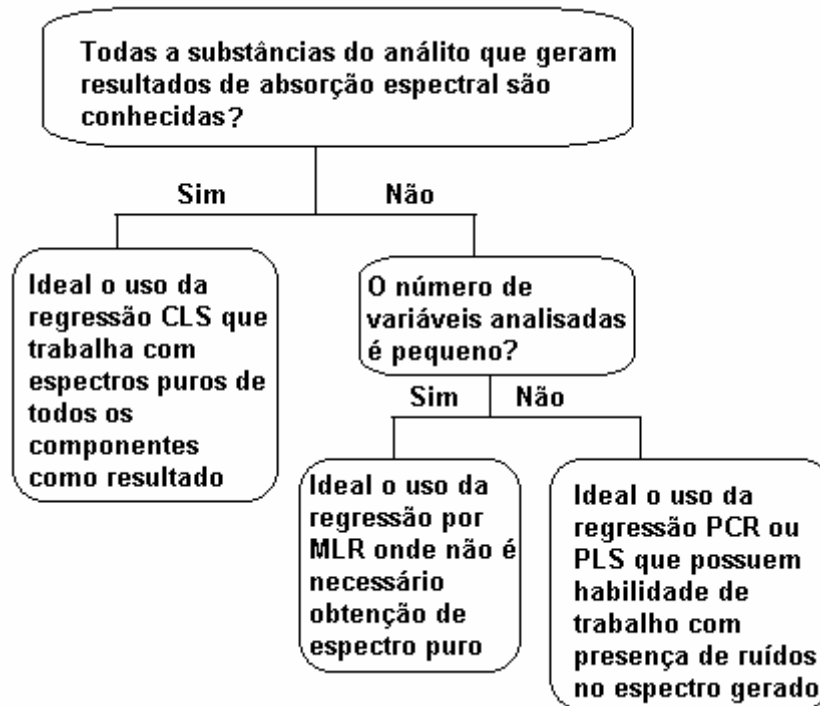 Todas a substâncias do análito que geram
resultados de absorção espectral são
conhecidas?
Sim
Não
Ideal o uso da
regressão CLS que
trabalha com
espectros puros de
todos os
componentes
como resultado
O número de
variáveis analisadas
é pequeno?
Sim
Não
Ideal o uso da
regressão por
MLR onde não é
necessário
obtenção de
espectro puro
Ideal o uso da
regressão PCR ou
PLS que possuem
habilidade de
trabalho com
presença de ruídos
no espectro gerado